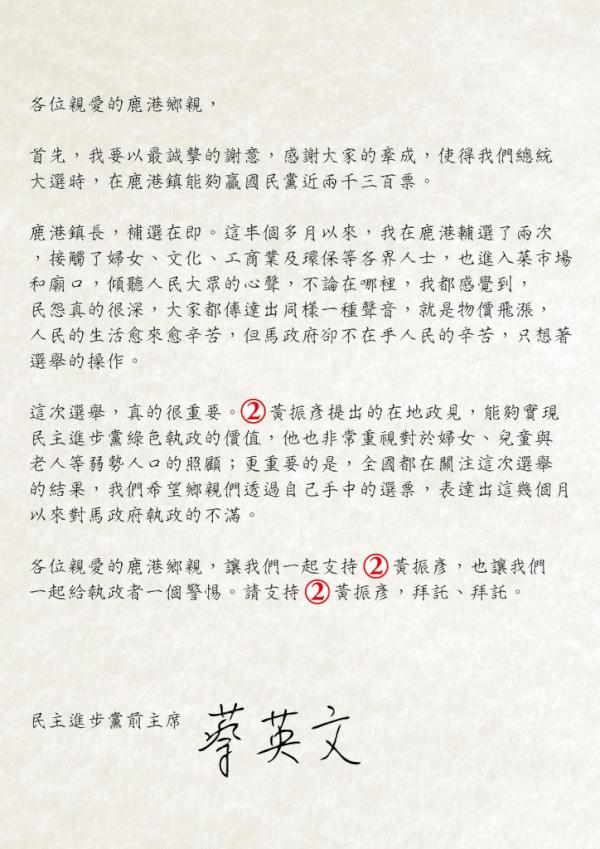 各位親愛的鹿港鄉親，
首先，我要以最誠摯的謝意，感謝大家的牽成，使得我們總統
大選時，在鹿港鎮能夠贏國民黨近兩千三百票。
鹿港鎮長，補選在即。這半個多月以來，我在鹿港輔選了兩次
，接觸了婦女、文化、工商業及環保等各界人士，也進入菜市場
和廟口，傾聽人民大眾的心聲，不論在哪裡，我都感覺到，
民怨真的很深，大家都傳達出同樣一種聲音，就是物價飛漲，
人民的生活愈來愈辛苦，但馬政府卻不在乎人民的辛苦，只想著
選舉的操作。
這次選舉，真的很重要。②黃振彥提出的在地政見，能夠實現
民主進步黨綠色執政的價值，他也非常重視對於婦女、兒童與
老人等弱勢人口的照顧；更重要的是，全國都在關注這次選舉
的結果，我們希望鄉親們透過自己手中的選票，表達出這幾個月
以來對馬政府執政的不滿。
各位親愛的鹿港鄉親，讓我們一起支持②黃振彥，也讓我們
一起給執政者一個警惕。請支持②黃振彥，拜託、拜託。
民主進步黨前主席 蔡英文